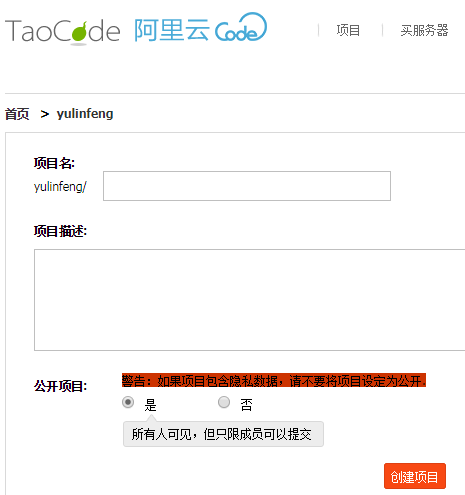 TaoCode 阿里云 Code 项目 买服务器
首页 > yulinfeng
项目名:
yulinfeng/
项目描述:
警告：如果项目包含隐私数据，请不要将项目设定为公开。
公开项目:
是 否
所有人可见，但只限成员可以提交
创建项目